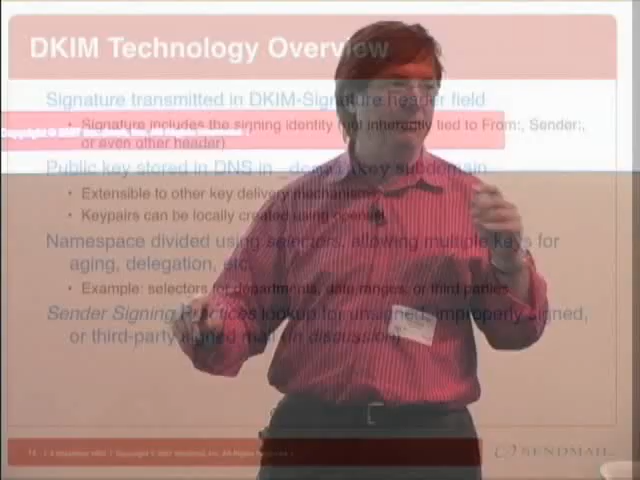 DKIM Technology Overview
Signature transmitted in DKIM-Signature header field
• Signature includes the signing identity (not inherently tied to From:, Sender:,
or even other header)
Public key stored in DNS in _domainkey subdomain
• Extensible to other key delivery mechanisms
• Keypairs can be locally created using
Namespace divided using selectors, allowing multiple keys for
aging, delegation, etc.
• Example: selectors for departments, date ranges, or third parties
Sender Signing Practices lookup for unsigned, improperly signed,
or third-party signed mail (in discussion)
SENDMAIL